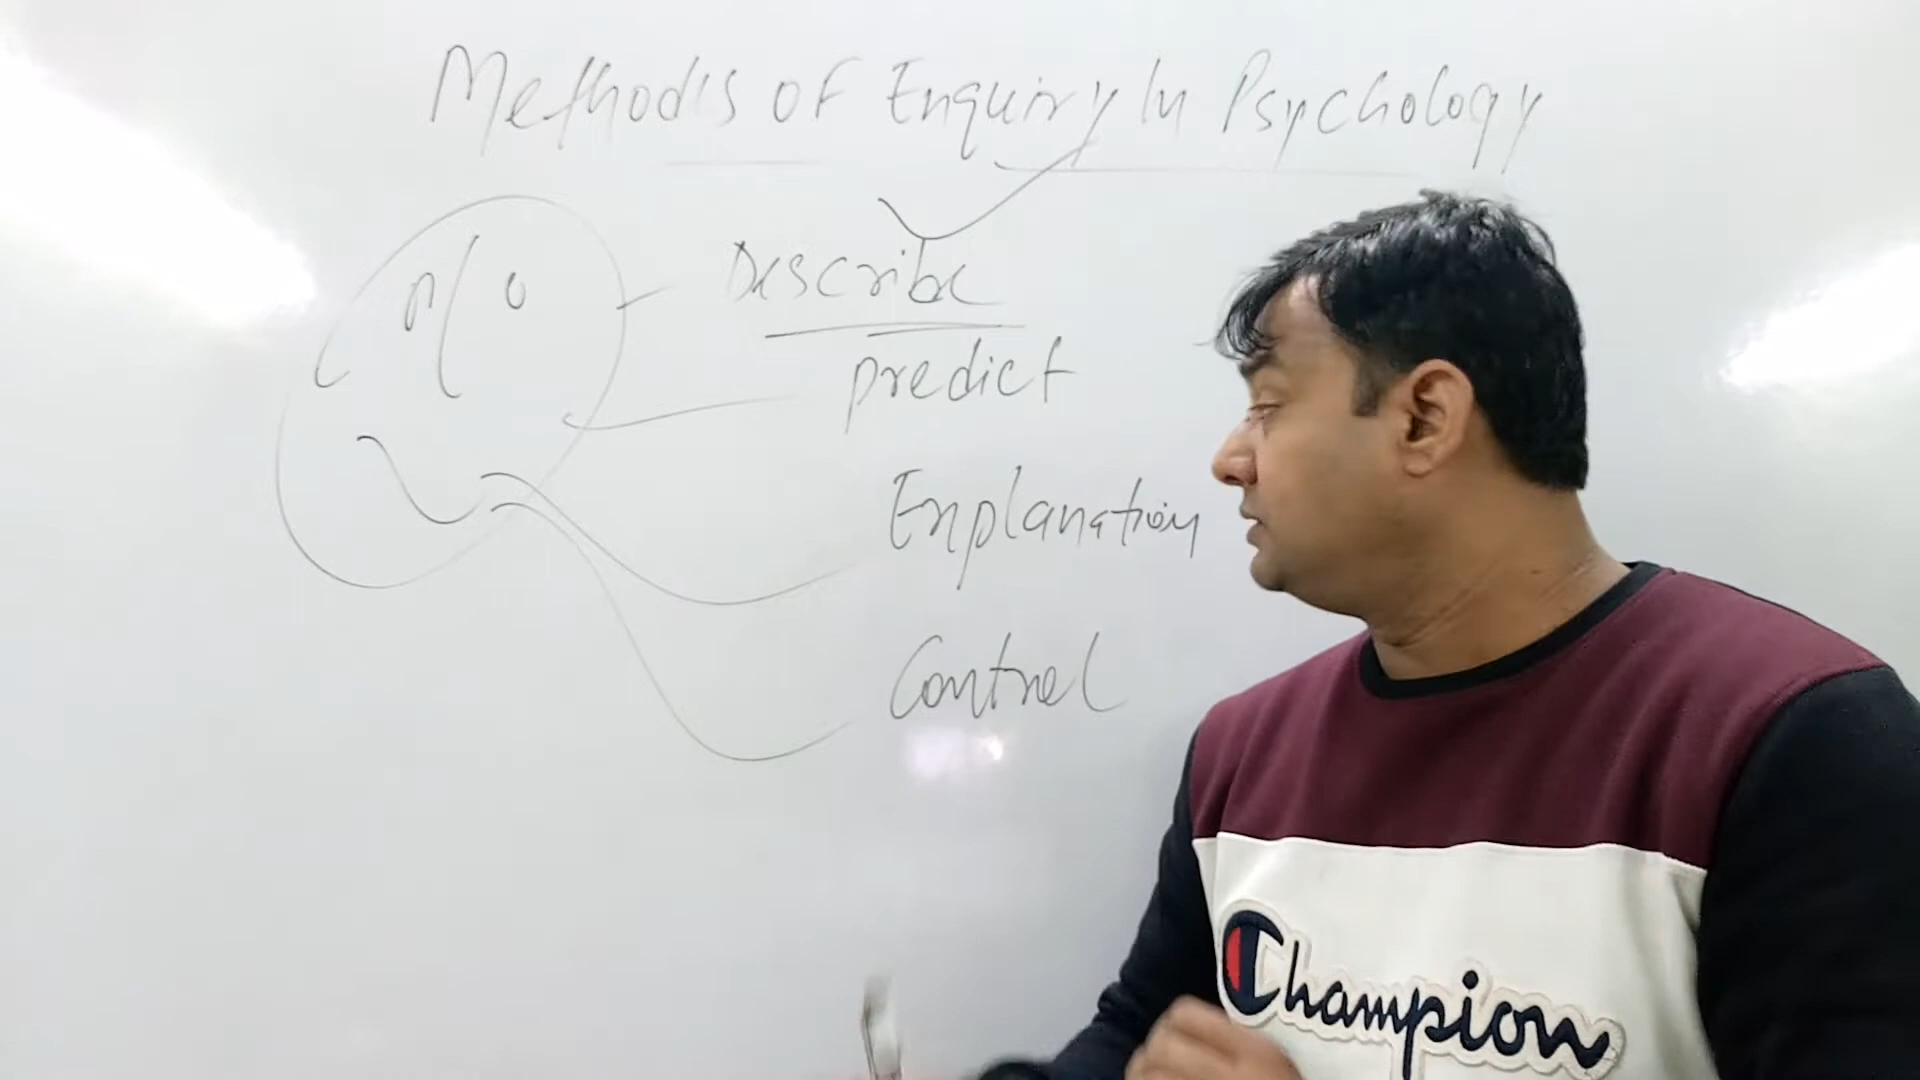 Methods of Enquiry In Psychology
Describe
predict
Explanation
Control
Champion